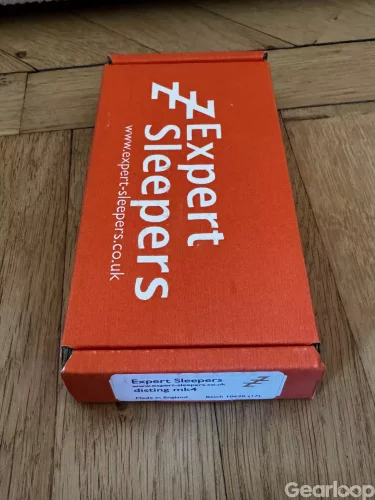 Expert
Sleepers
www.expert-sleepers.co.uk
Expert Sleepers
www.expert-sleepers.co.uk
disting mk4
Made in England
Gearloop